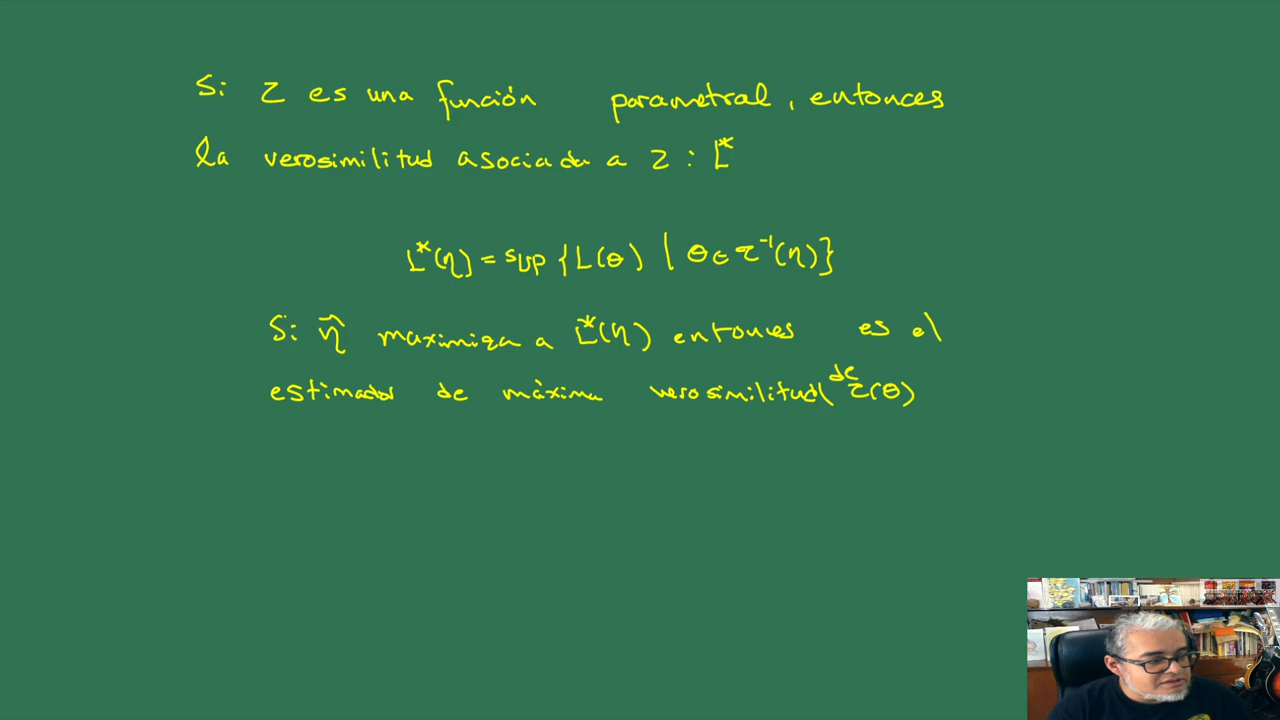 Si τ es una función parametral, entonces
la verosimilitud asociada a τ : L*
L*(η) = sup {L(θ) | θ∈ τ⁻¹(η)}
Si η̂ maximiza a L*(η) entonces es el
estimador de máxima verosimilitud( de τ(θ)